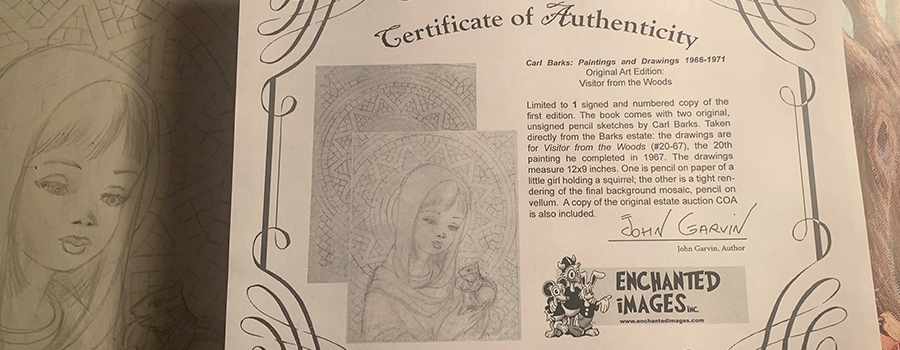 Certificate of Authenticity
Carl Barks: Paintings and Drawings 1966-1971
Original Art Edition:
Visitor from the Woods
Limited to 1 signed and numbered copy of the
first edition. The book comes with two original,
unsigned pencil sketches by Carl Barks. Taken
directly from the Barks estate: the drawings are
for Visitor from the Woods (#20-67), the 20th
painting he completed in 1967. The drawings
measure 12x9 inches. One is pencil on paper of a
little girl holding a squirrel; the other is a tight ren-
dering of the final background mosaic, pencil on
vellum. A copy of the original estate auction COA
is also included.
JOHN GARVIN
John Garvin, Author
ENCHANTED
iMAGES INC.
www.enchantedimages.com